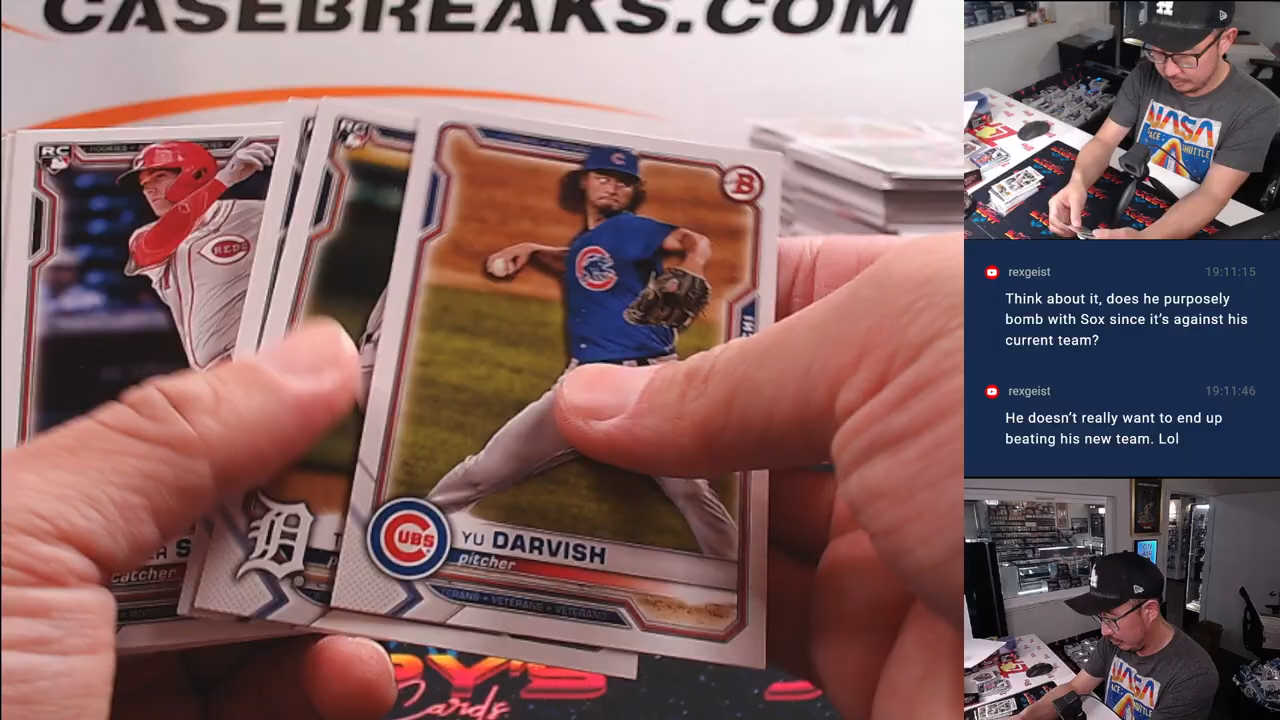 CASEBREAKS.COM
RC
REDS
B
YU DARVISH
pitcher
CUBS
VETERANS • VETERANS
catcher
Cards
NASA
rexgeist 19:11:15
Think about it, does he purposely
bomb with Sox since it's against his
current team?
rexgeist 19:11:46
He doesn't really want to end up
beating his new team. Lol
NASA